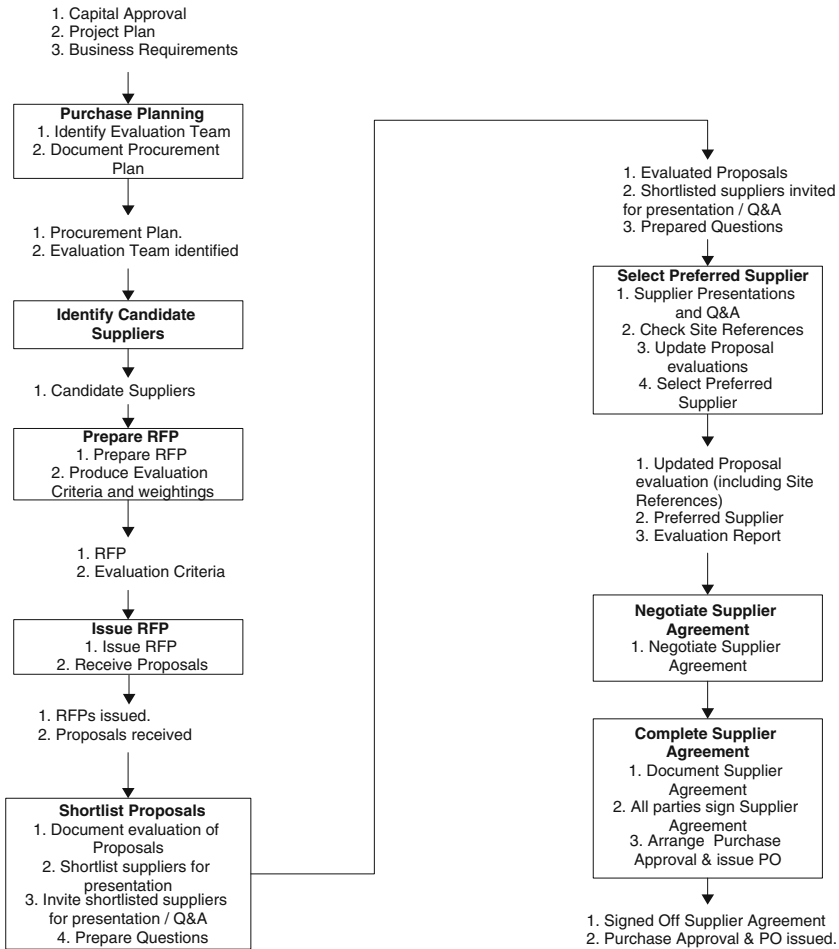 1. Capital Approval
2. Project Plan
3. Business Requirements
Purchase Planning
1. Identify Evaluation Team
2. Document Procurement
Plan
1. Procurement Plan.
2. Evaluation Team identified
Identify Candidate
Suppliers
1. Candidate Suppliers
Prepare RFP
1. Prepare RFP
2. Produce Evaluation
Criteria and weightings
1. RFP
2. Evaluation Criteria
Issue RFP
1. Issue RFP
2. Receive Proposals
1. RFPs issued.
2. Proposals received
Shortlist Proposals
1. Document evaluation of
Proposals
2. Shortlist suppliers for
presentation
3. Invite shortlisted suppliers
for presentation / Q&A
4. Prepare Questions
1. Evaluated Proposals
2. Shortlisted suppliers invited
for presentation / Q&A
3. Prepared Questions
Select Preferred Supplier
1. Supplier Presentations
and Q&A
2. Check Site References
3. Update Proposal
evaluations
4. Select Preferred
Supplier
1. Updated Proposal
evaluation (including Site
References)
2. Preferred Supplier
3. Evaluation Report
Negotiate Supplier
Agreement
1. Negotiate Supplier
Agreement
Complete Supplier
Agreement
1. Document Supplier
Agreement
2. All parties sign Supplier
Agreement
3. Arrange Purchase
Approval & issue PO
1. Signed Off Supplier Agreement
2. Purchase Approval & PO issued.